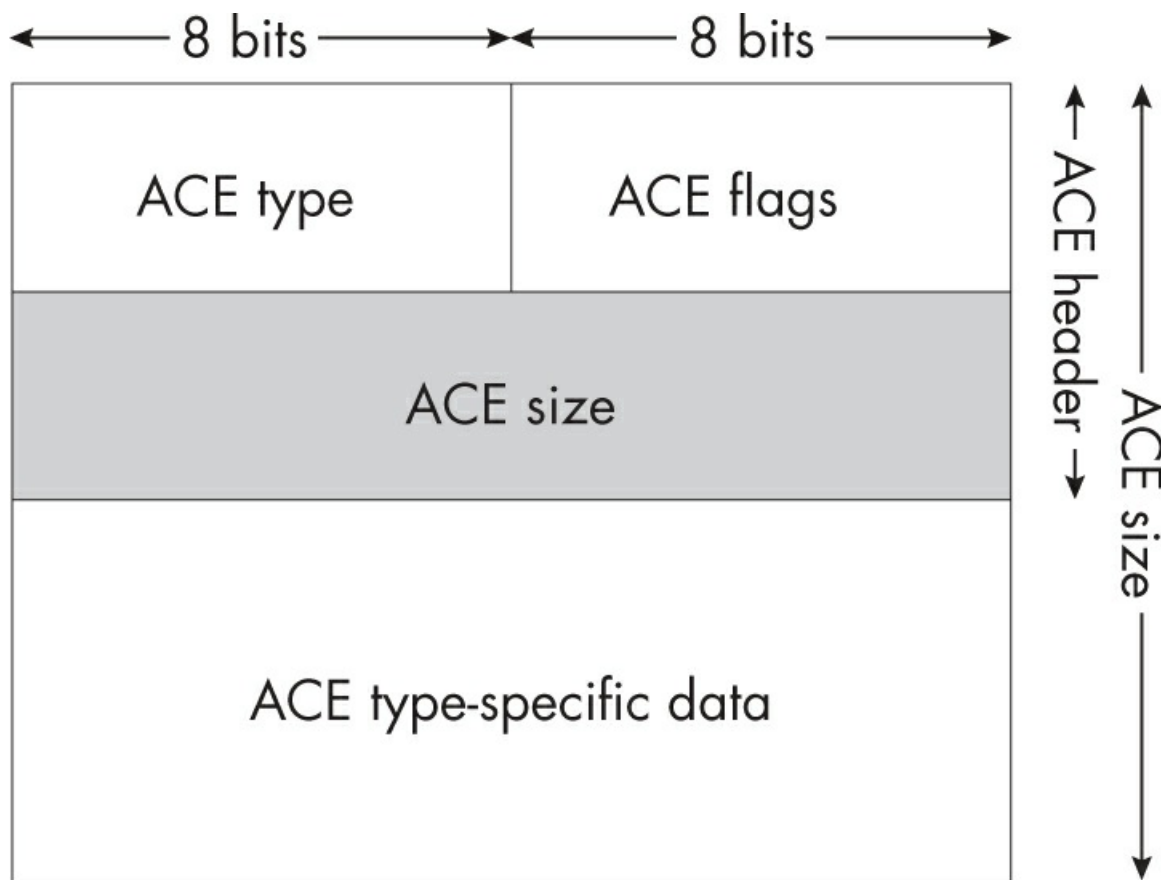 8 bits 8 bits
ACE type ACE flags
ACE size
ACE type-specific data
ACE header
ACE size